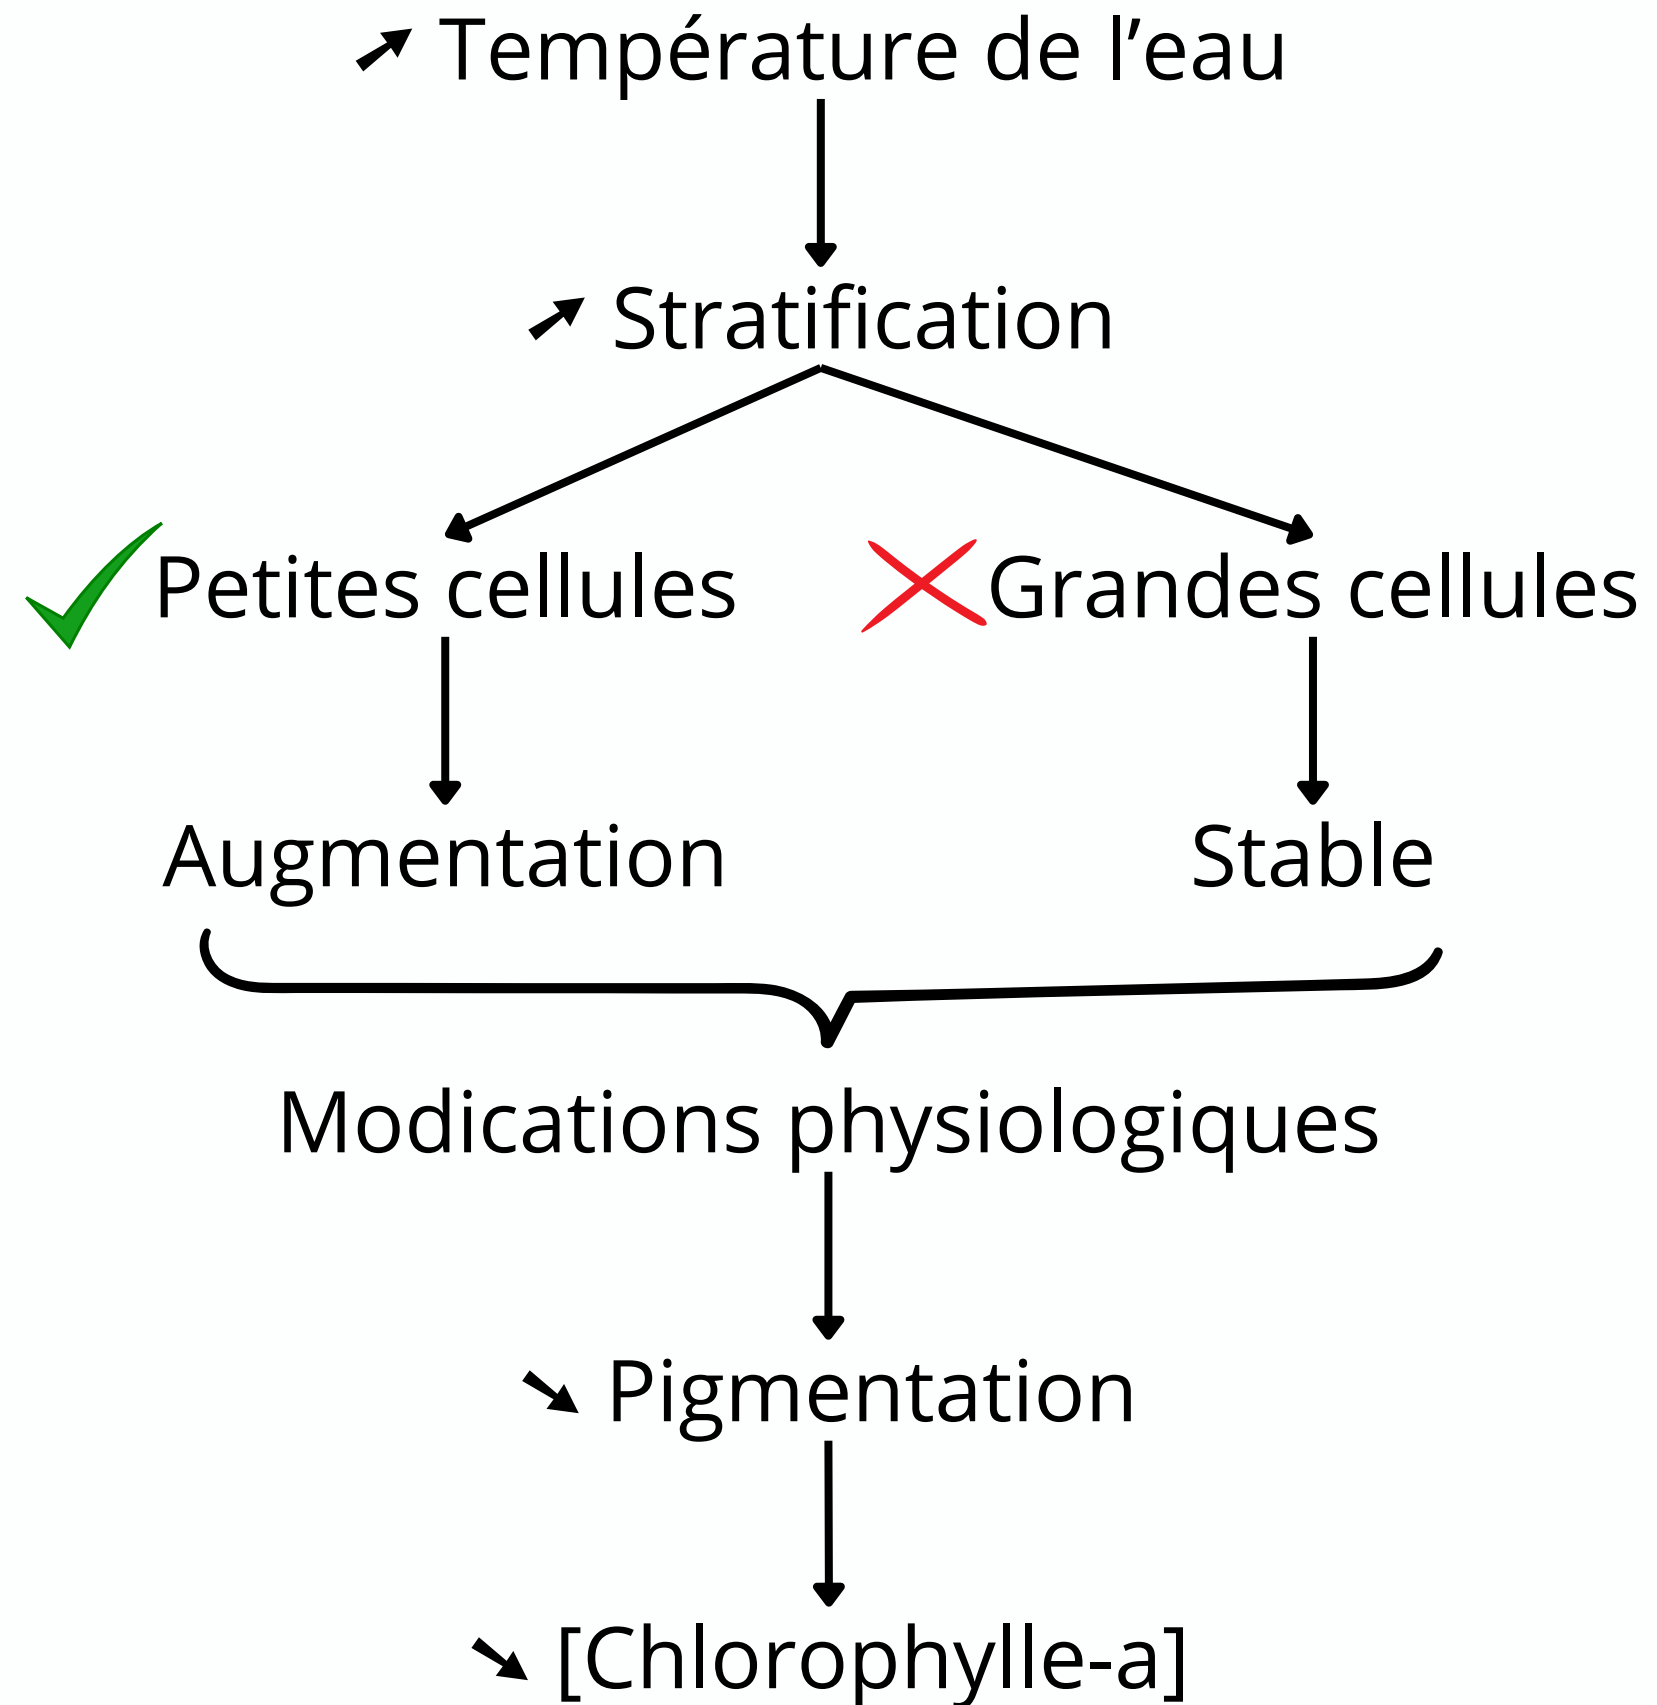 Température de l’eau
Stratification
Petites cellules
Grandes cellules
Augmentation
Stable
Modications physiologiques
Pigmentation
[Chlorophylle-a]